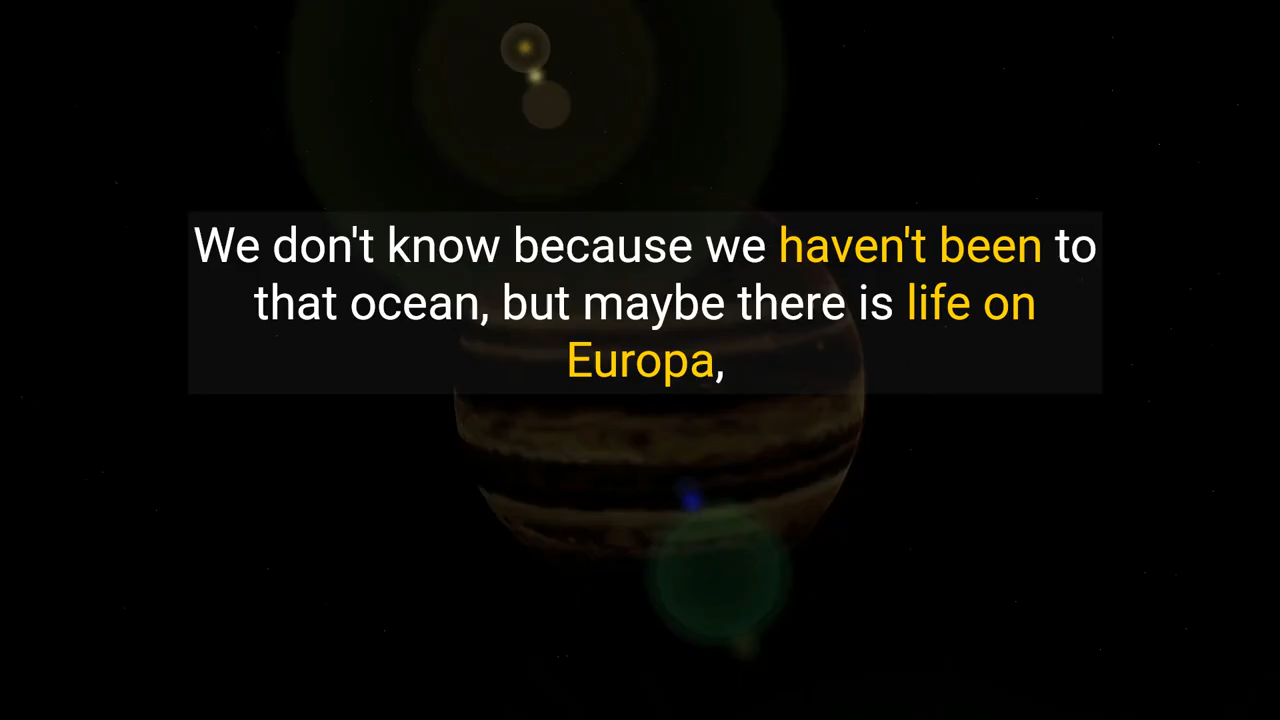 We don't know because we haven't been to
that ocean, but maybe there is life on
Europa,